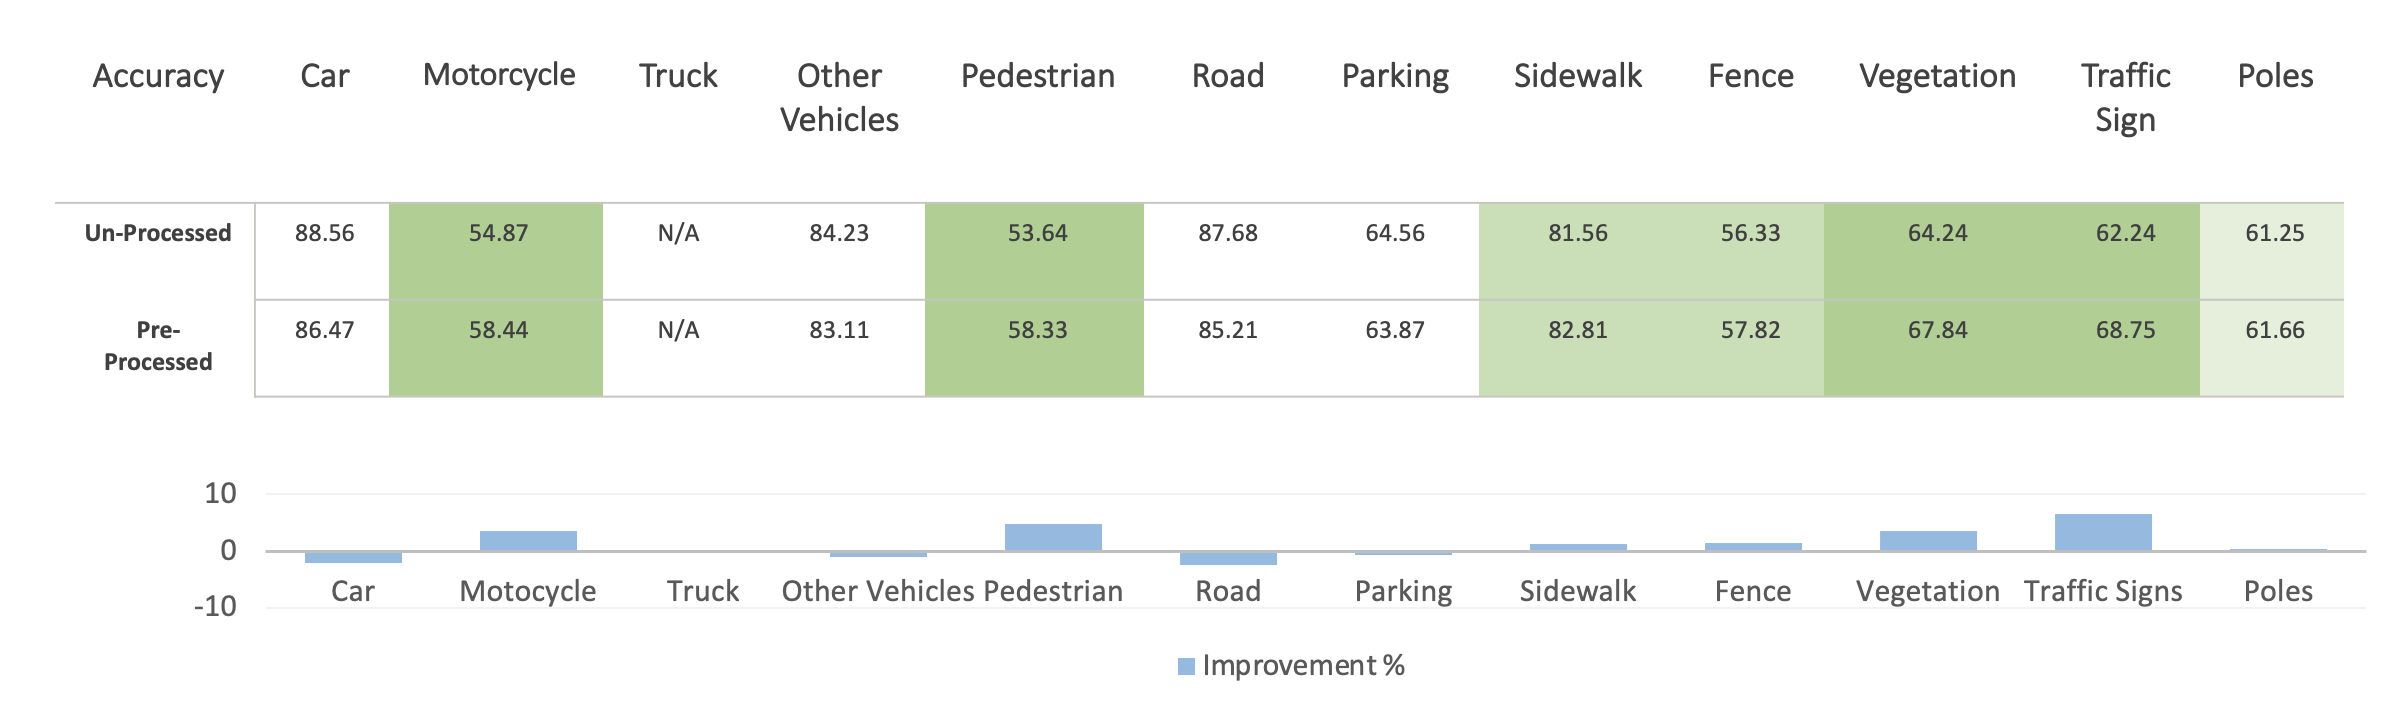 Accuracy Car Motorcycle Truck Other Vehicles Pedestrian Road Parking Sidewalk Fence Vegetation Traffic Sign Poles
Un-Processed 88.56 54.87 N/A 84.23 53.64 87.68 64.56 81.56 56.33 64.24 62.24 61.25
Pre-Processed 86.47 58.44 N/A 83.11 58.33 85.21 63.87 82.81 57.82 67.84 68.75 61.66
10
0
-10
Car Motocycle Truck Other Vehicles Pedestrian Road Parking Sidewalk Fence Vegetation Traffic Signs Poles
Improvement %